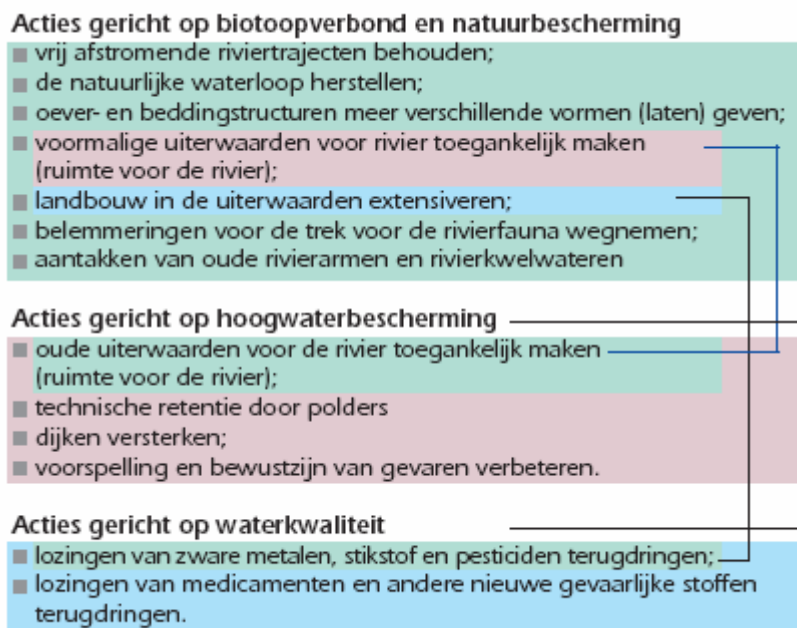 Acties gericht op biotoopverbond en natuurbescherming
■ vrij afstromende riviertrajecten behouden;
■ de natuurlijke waterloop herstellen;
■ oever- en beddingstructuren meer verschillende vormen (laten) geven;
■ voormalige uiterwaarden voor rivier toegankelijk maken
(ruimte voor de rivier);
■ landbouw in de uiterwaarden extensiveren;
■ belemmeringen voor de trek voor de rivierfauna wegnemen;
■ aantakken van oude rivierarmen en rivierkwelwateren
Acties gericht op hoogwaterbescherming
■ oude uiterwaarden voor de rivier toegankelijk maken
(ruimte voor de rivier);
■ technische retentie door polders
■ dijken versterken;
■ voorspelling en bewustzijn van gevaren verbeteren.
Acties gericht op waterkwaliteit
■ lozingen van zware metalen, stikstof en pesticiden terugdringen;
■ lozingen van medicamenten en andere nieuwe gevaarlijke stoffen
terugdringen.